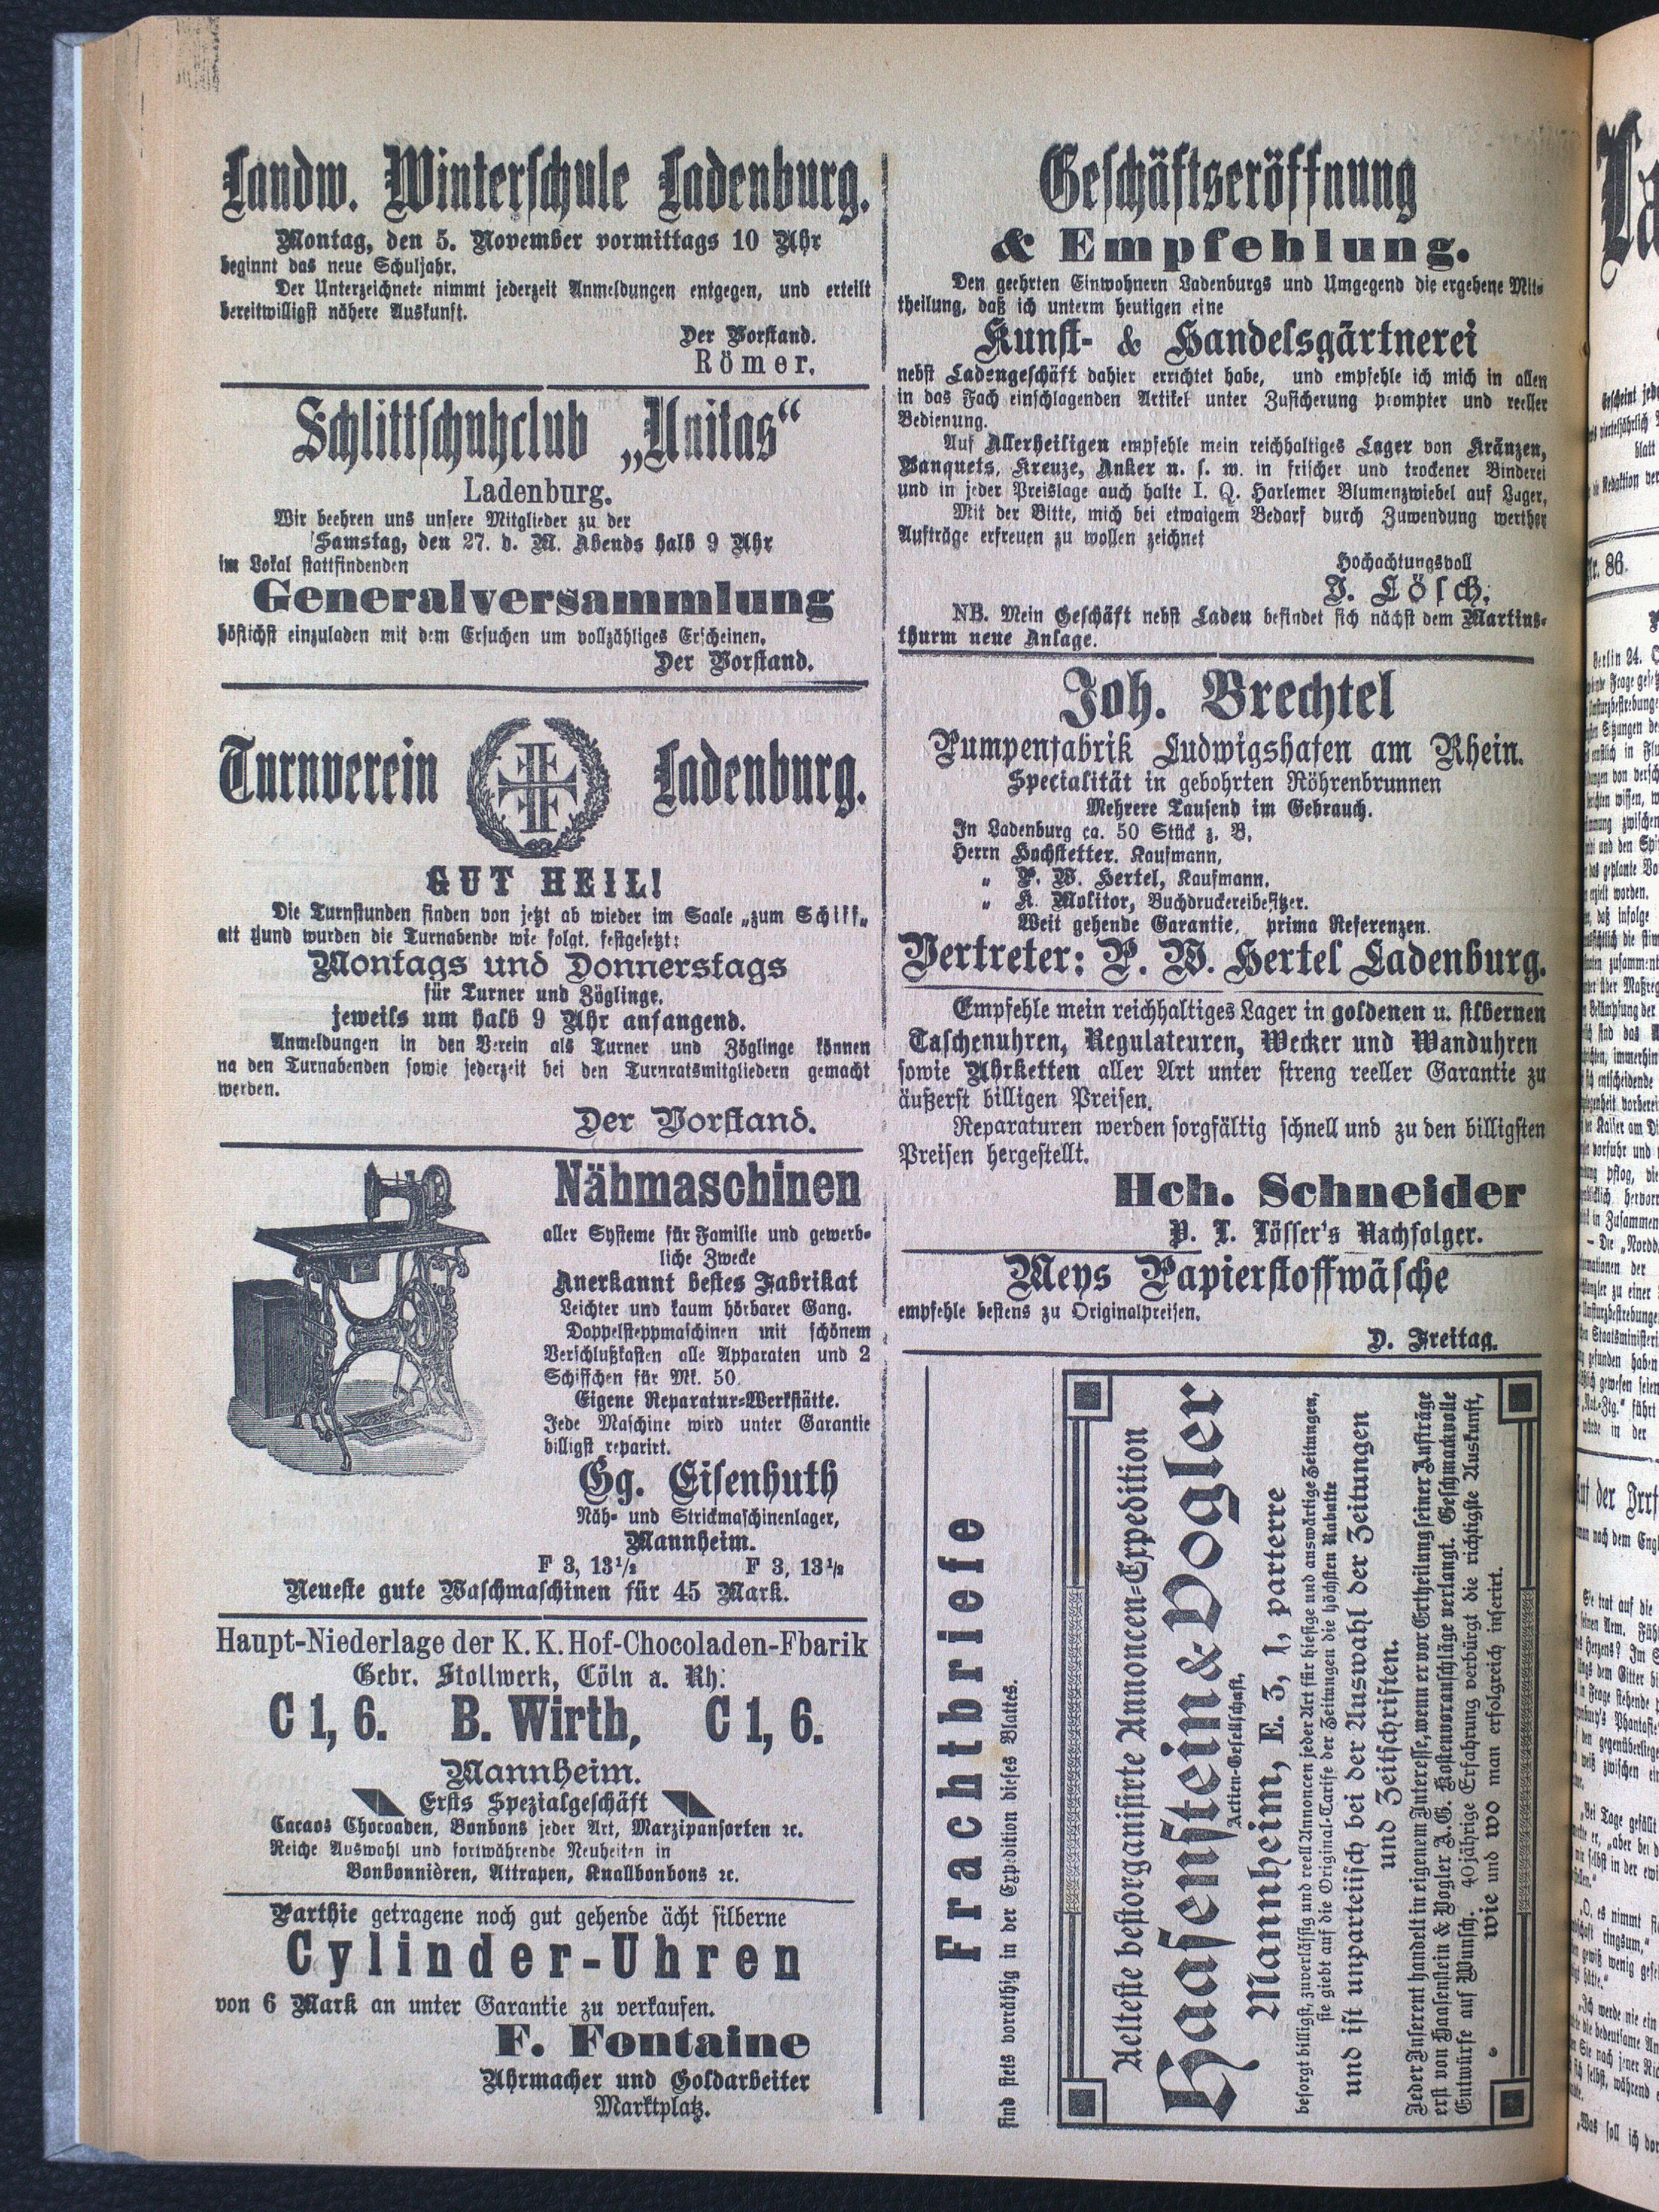 Landw. Winterschule Ladenburg.
Montag, den 5. November vormittags 10 Uhr
beginnt das neue Schuljahr.
Der Unterzeichnete nimmt jederzeit Anmeldungen entgegen, und erteilt
bereitwilligst nähere Auskunft.
Der Vorstand.
Römer.
Schlittschuhclub „Unitas“
Ladenburg.
Wir beehren uns unsere Mitglieder zu der
Samstag, den 27. d. M. Abends halb 9 Uhr
im Lokal stattfindenden
Generalversammlung
höflichst einzuladen mit dem Ersuchen um vollzähliges Erscheinen.
Der Vorstand.
Turnverein Ladenburg.
GUT HEIL!
Die Turnstunden finden von jetzt ab wieder im Saale „zum Schiff„
att und wurden die Turnabende wie folgt, festgesetzt:
Montags und Donnerstags
für Turner und Zöglinge.
jeweils um halb 9 Uhr anfangend.
Anmeldungen in den Verein als Turner und Zöglinge können
na den Turnabenden sowie jederzeit bei den Turnratsmitgliedern gemacht
werden.
Der Vorstand.
Nähmaschinen
aller Systeme für Familie und gewerb-
liche Zwecke
Anerkannt bestes Fabrikat
Leichter und kaum hörbarer Gang.
Doppelsteppmaschinen mit schönem
Verschlußkasten alle Apparaten und 2
Schiffchen für Mk. 50.
Eigene Reparatur-Werkstätte.
Jede Maschine wird unter Garantie
billigst reparirt.
Gg. Eisenhuth
Näh- und Strickmaschinenlager,
Mannheim.
F 3, 13½ F 3, 13½
Neueste gute Waschmaschinen für 45 Mark.
Haupt-Niederlage der K. K. Hof-Chocoladen-Fbarik
Gebr. Stollwerk, Cöln a. Rh:
C 1, 6. B. Wirth, C 1, 6.
Mannheim.
Ersts Spezialgeschäft
Cacaos Chocoaden, Bonbons jeder Art, Marzipansorten ꝛc.
Reiche Auswahl und fortwährende Neuheiten in
Bonbonnièren, Attrapen, Knallbonbons ꝛc.
Parthie getragene noch gut gehende ächt silberne
Cylinder-Uhren
von 6 Mark an unter Garantie zu verkaufen.
F. Fontaine
Uhrmacher und Goldarbeiter
Marktplatz.
Geschäftseröffnung
& Empfehlung.
Den geehrten Einwohnern Ladenburgs und Umgegend die ergebene Mit-
theilung, daß ich unterm heutigen eine
Kunst- & Handelsgärtnerei
nebst Ladengeschäft dahier errichtet habe, und empfehle ich mich in allen
in das Fach einschlagenden Artikel unter Zusicherung prompter und reeller
Bedienung.
Auf Allerheiligen empfehle mein reichhaltiges Lager von Kränzen,
Banquets, Kreuze, Anker u. s. w. in frischer und trockener Binderei
und in jeder Preislage auch halte I. Q. Harlemer Blumenzwiebel auf Lager,
Mit der Bitte, mich bei etwaigem Bedarf durch Zuwendung werther
Aufträge erfreuen zu wollen zeichnet
Hochachtungsvoll
J. Lösch.
NB. Mein Geschäft nebst Laden befindet sich nächst dem Martins-
thurm neue Anlage.
Joh. Brechtel
Pumpenfabrik Ludwigshafen am Rhein.
Specialität in gebohrten Röhrenbrunnen
Mehrere Tausend im Gebrauch.
In Ladenburg ca. 50 Stück z. B.
Herrn Hochstetter. Kaufmann,
„ P. W. Hertel, Kaufmann.
„ K. Molitor, Buchdruckereibesitzer.
Weit gehende Garantie, prima Referenzen.
Vertreter: P. W. Hertel Ladenburg.
Empfehle mein reichhaltiges Lager in goldenen u. silbernen
Taschenuhren, Regulateuren, Wecker und Wanduhren
sowie Uhrketten aller Art unter streng reeller Garantie zu
äußerst billigen Preisen.
Reparaturen werden sorgfältig schnell und zu den billigsten
Preisen hergestellt.
Hch. Schneider
P. L. Lösser's Nachfolger.
Meys Papierstoffwäsche
empfehle bestens zu Originalpreisen.
D. Freitag.
Frachtbriefe
sind stets vorräthig in der Expedition dieses Blattes.
Aelteste bestorganisirte Annoncen-Expedition
Haasenstein & Vogler
Actien-Gesellschaft,
Mannheim, E. 3, 1, parterre
besorgt billigst, zuverlässig und reell Annoncen jeder Art für hiesige und auswärtige Zeitungen,
sie giebt auf die Original-Tarife der Zeitungen die höchsten Rabatte
und ist unparteiisch bei der Auswahl der Zeitungen
und Zeitschriften.
Jeder Inserent handelt in eigenem Interesse, wenn er vor Ertheilung seiner Aufträge
erst von Haasenstein & Vogler A.G. Kostenvoranschläge verlangt. Geschmackvolle
Entwürfe auf Wunsch. 40jährige Erfahrung verbürgt die richtigste Auskunft,
wie und wo man erfolgreich inserirt.
Nr. 86.